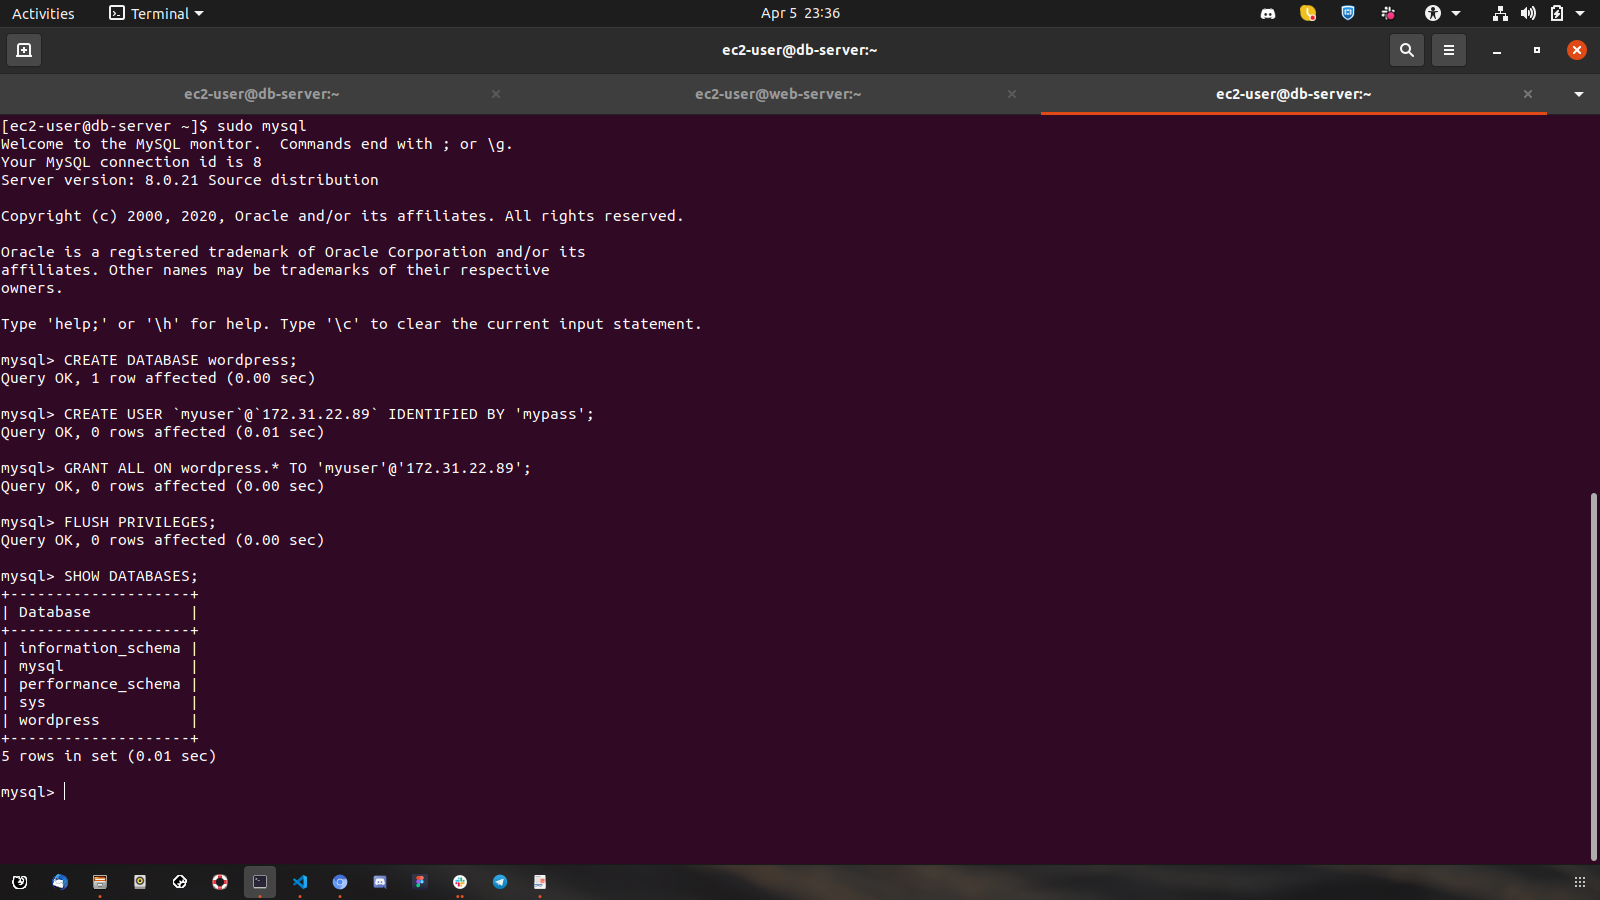 Activities Terminal Apr 5 23:36
ec2-user@db-server:~
ec2-user@db-server:~ ec2-user@web-server:~ ec2-user@db-server:~
[ec2-user@db-server ~]$ sudo mysql
Welcome to the MySQL monitor.  Commands end with ; or \g.
Your MySQL connection id is 8
Server version: 8.0.21 Source distribution

Copyright (c) 2000, 2020, Oracle and/or its affiliates. All rights reserved.

Oracle is a registered trademark of Oracle Corporation and/or its
affiliates. Other names may be trademarks of their respective
owners.

Type 'help;' or '\h' for help. Type '\c' to clear the current input statement.

mysql> CREATE DATABASE wordpress;
Query OK, 1 row affected (0.00 sec)

mysql> CREATE USER `myuser`@`172.31.22.89` IDENTIFIED BY 'mypass';
Query OK, 0 rows affected (0.01 sec)

mysql> GRANT ALL ON wordpress.* TO 'myuser'@'172.31.22.89';
Query OK, 0 rows affected (0.00 sec)

mysql> FLUSH PRIVILEGES;
Query OK, 0 rows affected (0.00 sec)

mysql> SHOW DATABASES;
+--------------------+
| Database           |
+--------------------+
| information_schema |
| mysql              |
| performance_schema |
| sys                |
| wordpress          |
+--------------------+
5 rows in set (0.01 sec)

mysql>